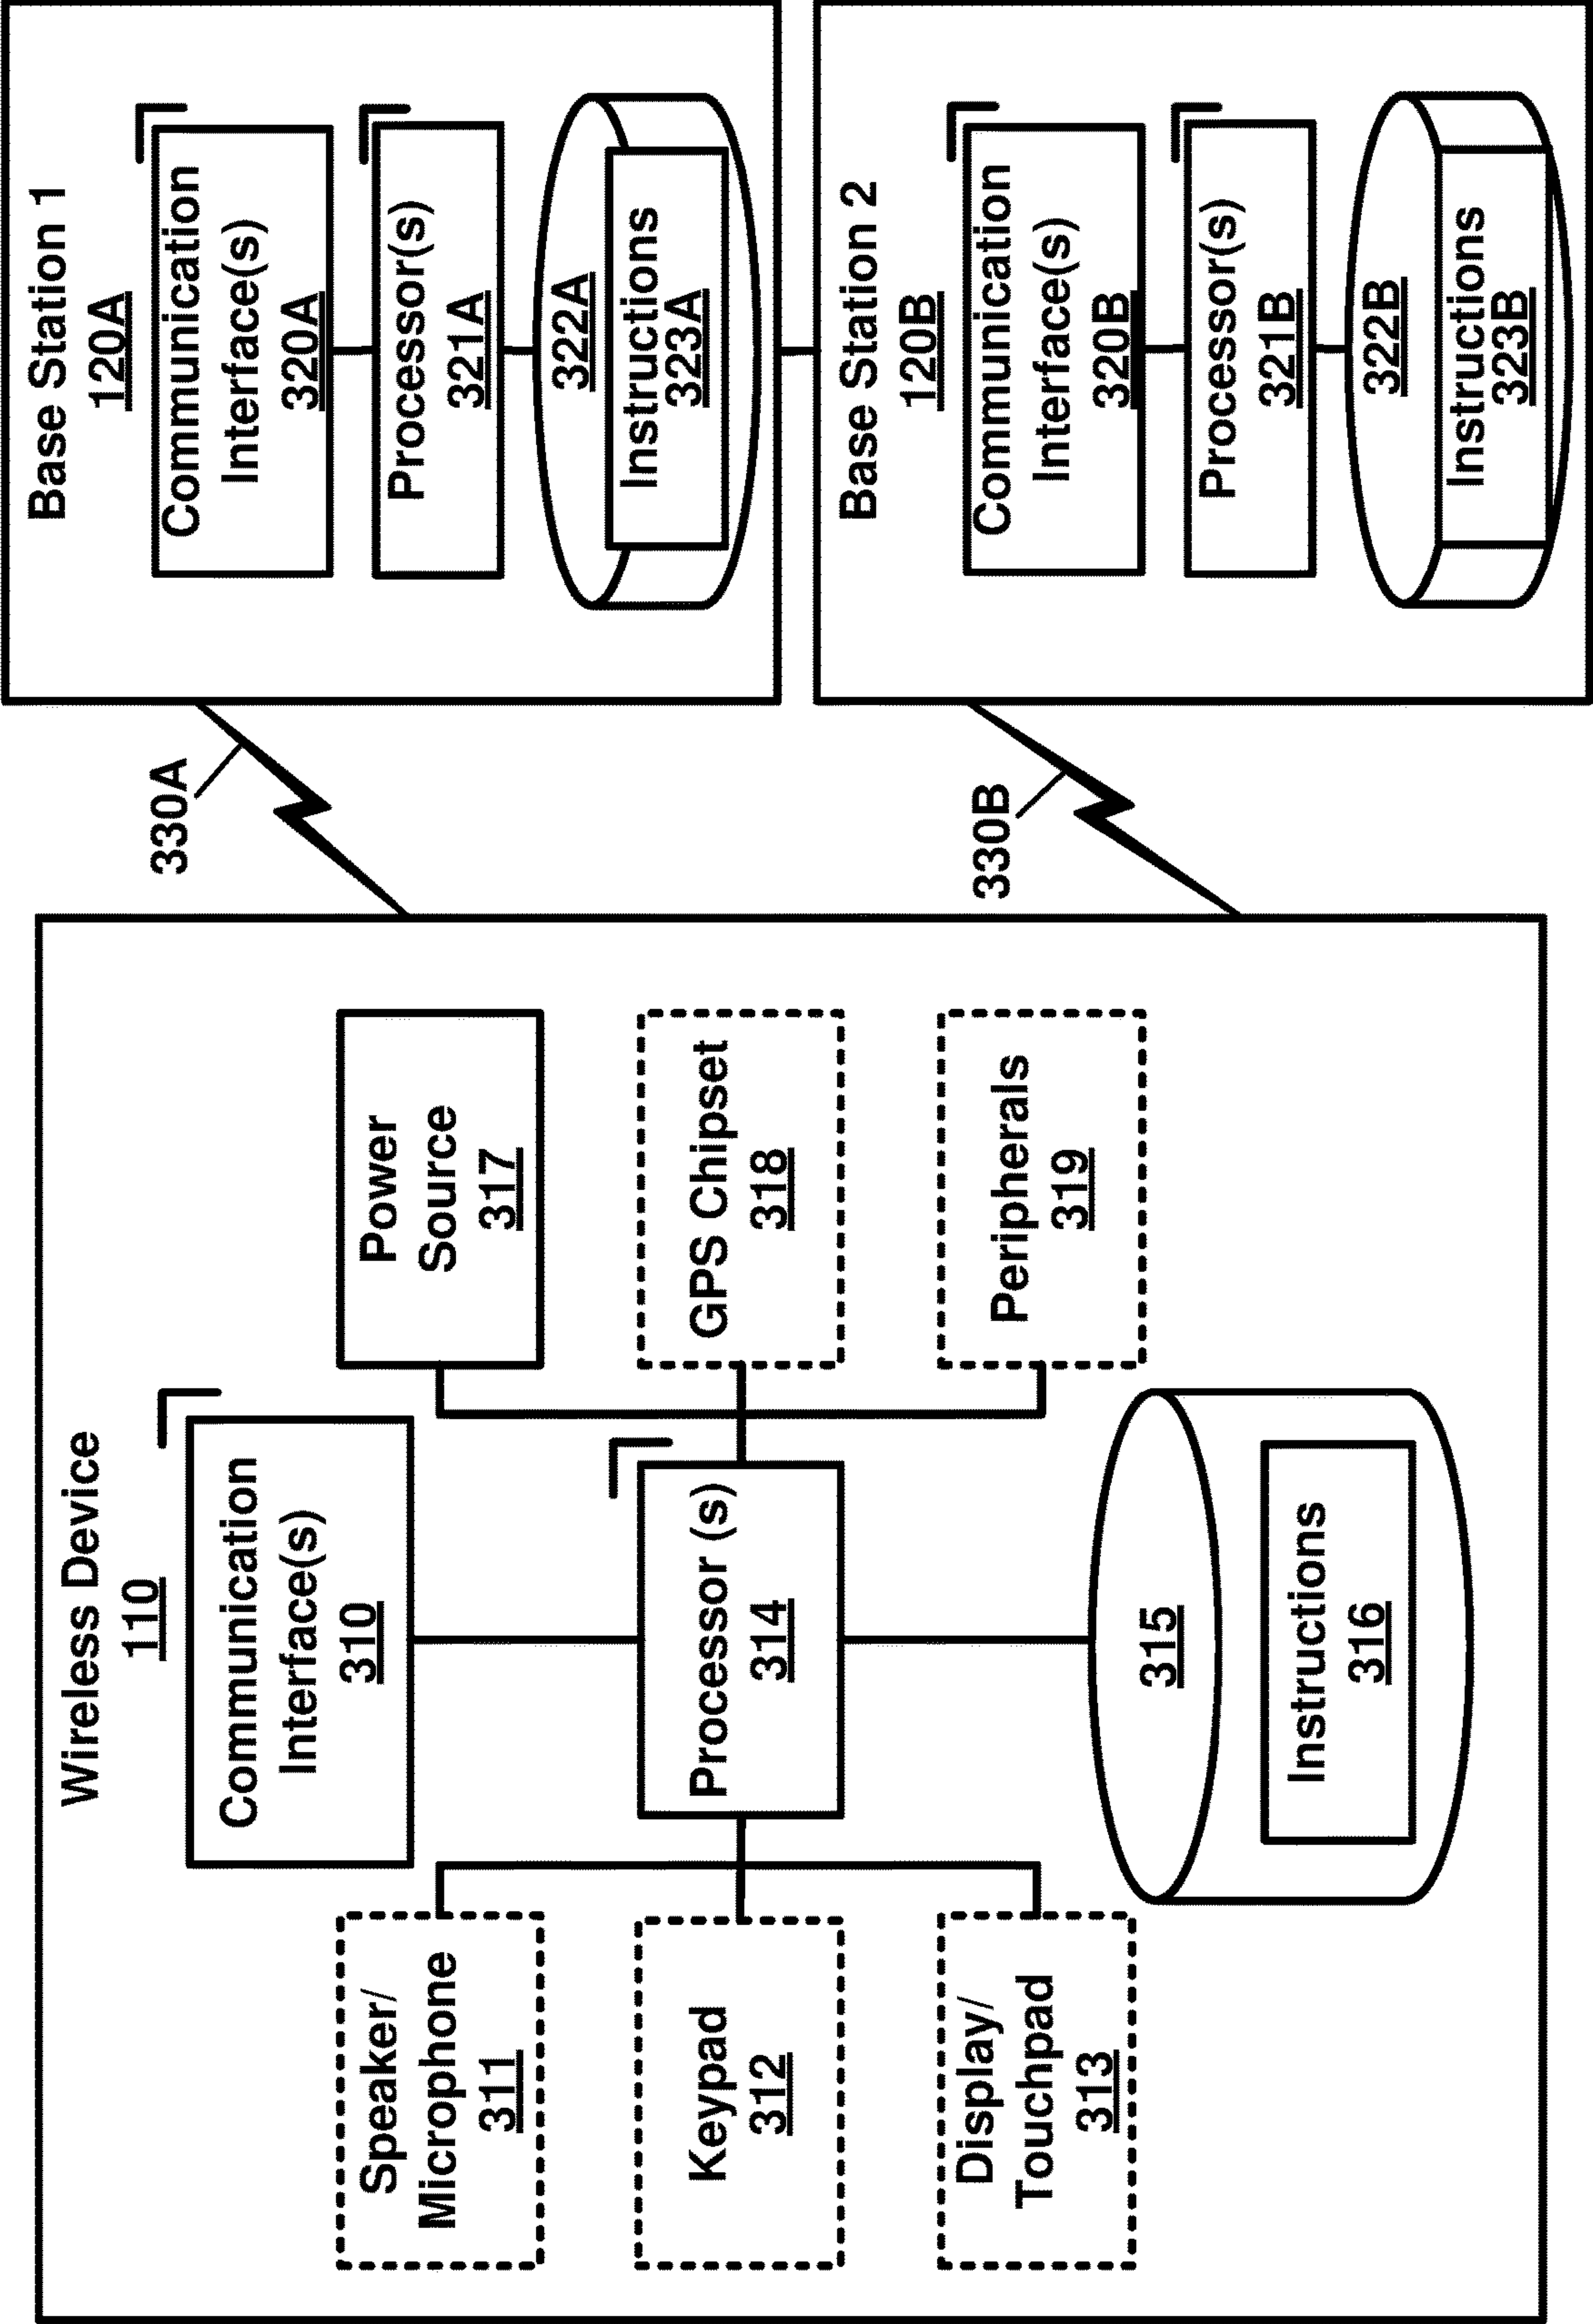 Wireless Device
110
Communication
Interface(s)
310
Speaker/
Microphone
311
Keypad
312
Display/
Touchpad
313
Processor (s)
314
Power
Source
317
GPS Chipset
318
Peripherals
319
315
Instructions
316
330A
330B
Base Station 1
120A
Communication
Interface(s)
320A
Processor(s)
321A
322A
Instructions
323A
Base Station 2
120B
Communication
Interface(s)
320B
Processor(s)
321B
322B
Instructions
323B